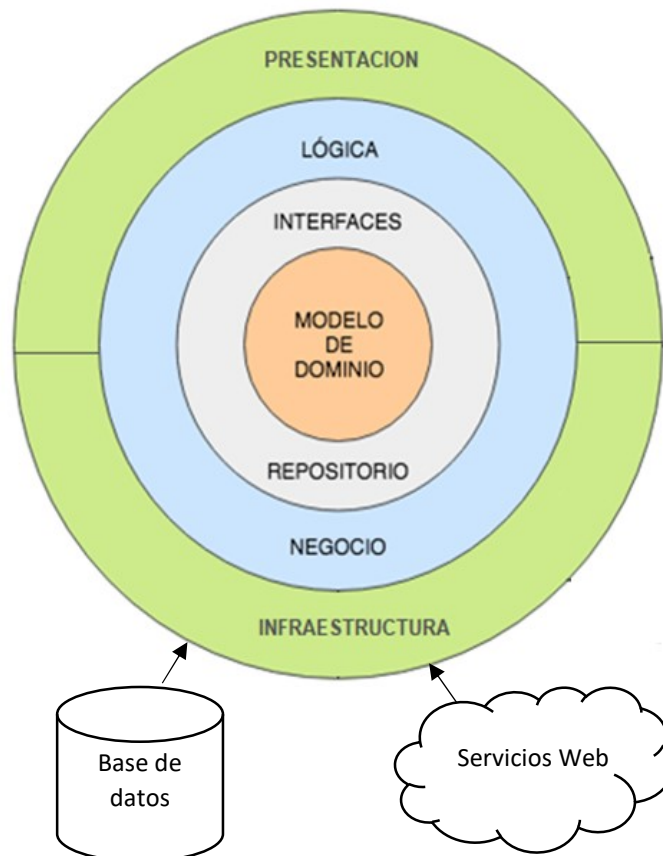 PRESENTACION
LÓGICA
INTERFACES
MODELO
DE
DOMINIO
REPOSITORIO
NEGOCIO
INFRAESTRUCTURA
Base de
datos
Servicios Web